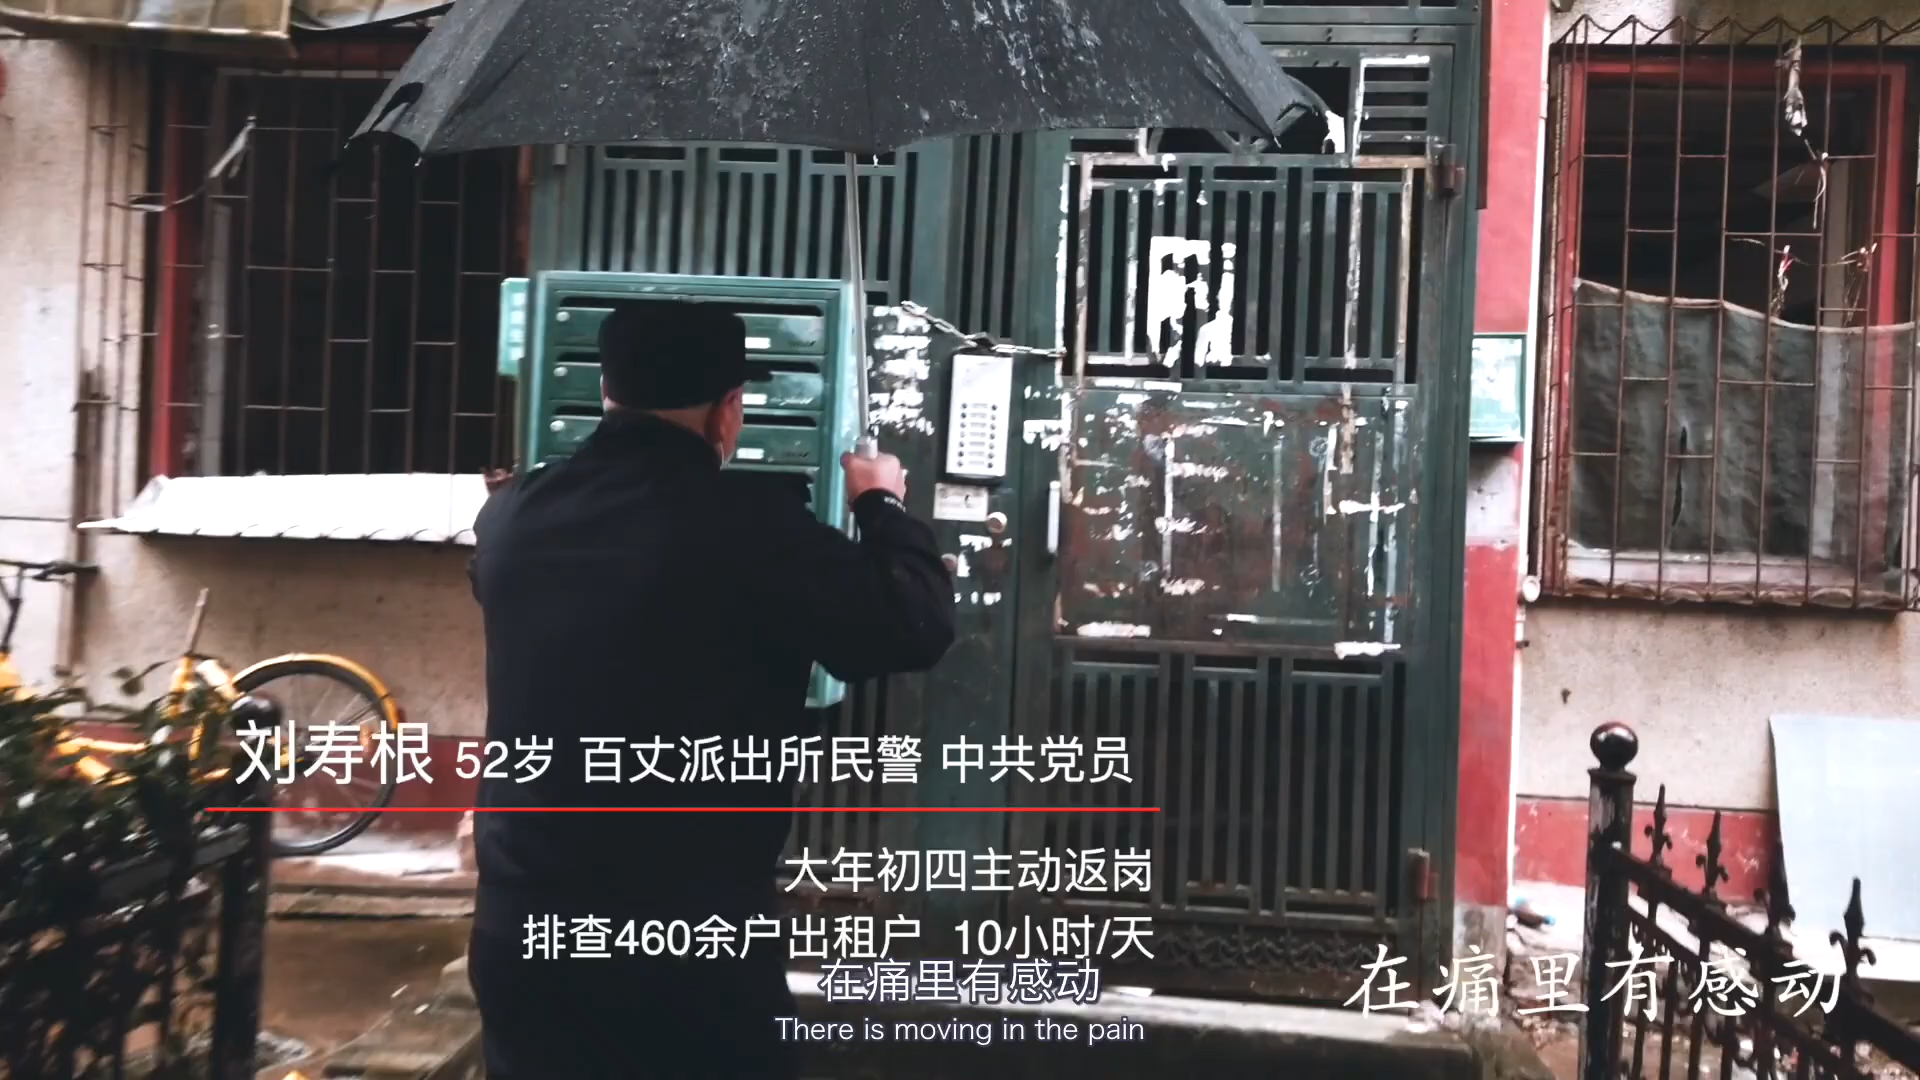 刘寿根 52岁 百丈派出所民警 中共党员
大年初四主动返岗
排查460余户出租户 10小时/天
在痛里有感动
There is moving in the pain
在痛里有感动